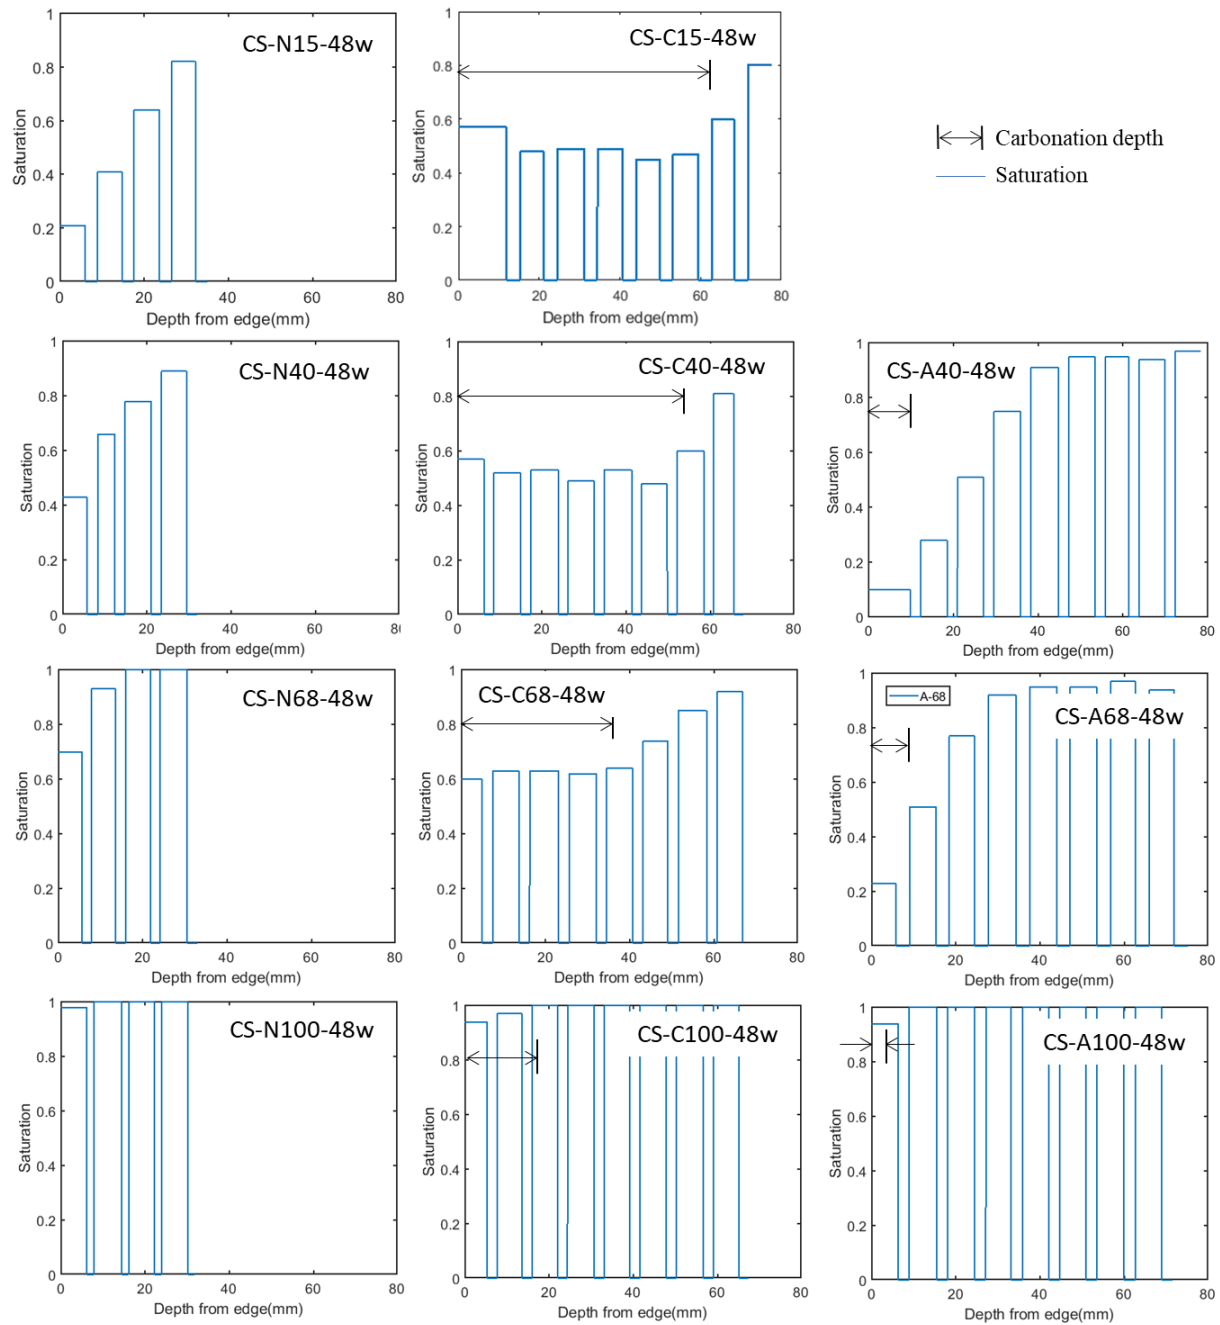 CS-N15-48w
1
0.8
0.6
0.4
0.2
0
Saturation
0 20 40 60 80
Depth from edge(mm)
CS-C15-48w
1
0.8
0.6
0.4
0.2
0
Saturation
0 20 40 60 80
Depth from edge(mm)
Carbonation depth
Saturation
CS-N40-48w
1
0.8
0.6
0.4
0.2
0
Saturation
0 20 40 60 80
Depth from edge(mm)
CS-C40-48w
1
0.8
0.6
0.4
0.2
0
Saturation
0 20 40 60 80
Depth from edge(mm)
CS-A40-48w
1
0.8
0.6
0.4
0.2
0
Saturation
0 20 40 60 80
Depth from edge(mm)
CS-N68-48w
1
0.8
0.6
0.4
0.2
0
Saturation
0 20 40 60 80
Depth from edge(mm)
CS-C68-48w
1
0.8
0.6
0.4
0.2
0
Saturation
0 20 40 60 80
Depth from edge(mm)
A-68
CS-A68-48w
1
0.8
0.6
0.4
0.2
0
Saturation
0 20 40 60 80
Depth from edge(mm)
CS-N100-48w
1
0.8
0.6
0.4
0.2
0
Saturation
0 20 40 60 80
Depth from edge(mm)
CS-C100-48w
1
0.8
0.6
0.4
0.2
0
Saturation
0 20 40 60 80
Depth from edge(mm)
CS-A100-48w
1
0.8
0.6
0.4
0.2
0
Saturation
0 20 40 60 80
Depth from edge(mm)